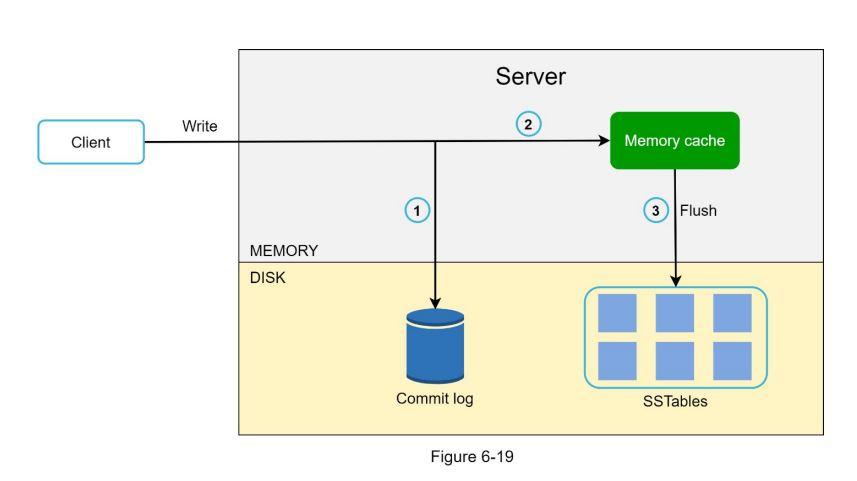 Server
Write
2
Client
Memory cache
1
3
Flush
MEMORY
DISK
Commit log
SSTables
Figure 6-19